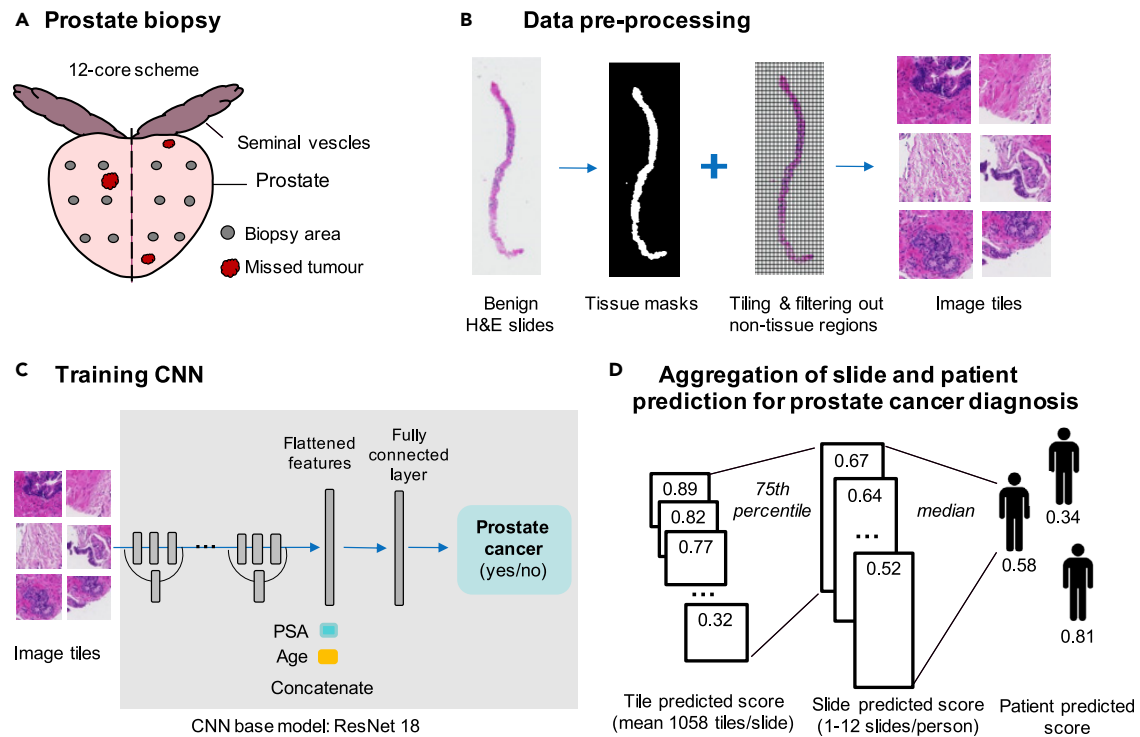 A Prostate biopsy
12-core scheme
Seminal vescles
Prostate
Biopsy area
Missed tumour
B Data pre-processing
Benign
H&E slides
Tissue masks
Tiling & filtering out
non-tissue regions
Image tiles
C Training CNN
Flattened
features
Fully
connected
layer
...
Prostate
cancer
(yes/no)
PSA
Age
Concatenate
Image tiles
CNN base model: ResNet 18
D Aggregation of slide and patient
prediction for prostate cancer diagnosis
0.89
0.82
0.77
...
0.32
75th
percentile
0.67
0.64
...
0.52
median
0.34
0.58
0.81
Tile predicted score
(mean 1058 tiles/slide)
Slide predicted score
(1-12 slides/person)
Patient predicted
score